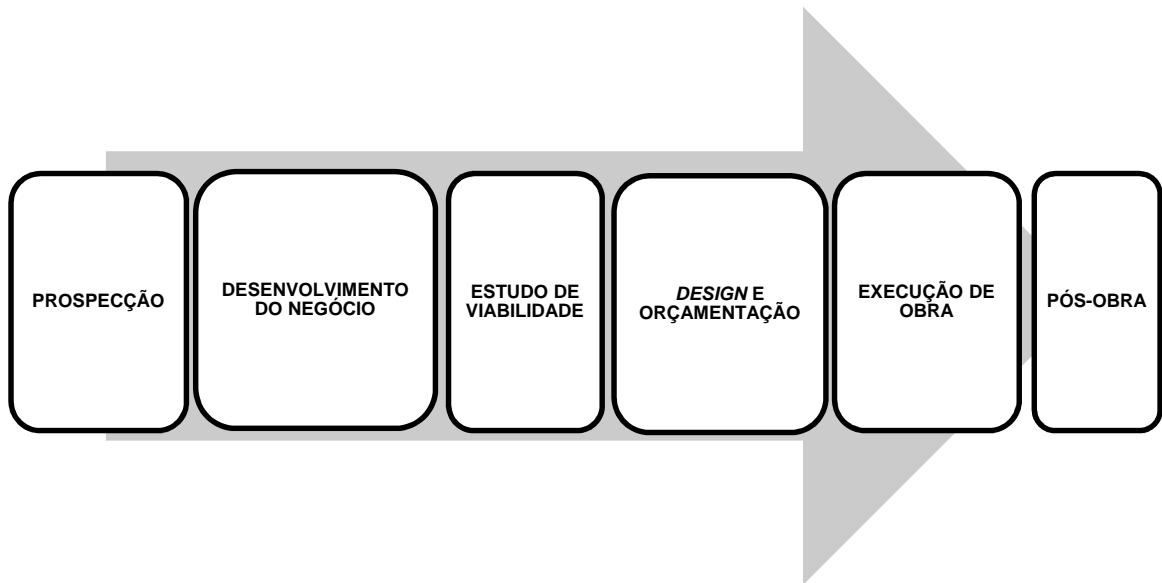 PROSPECÇÃO
DESENVOLVIMENTO
DO NEGÓCIO
ESTUDO DE
VIABILIDADE
DESIGN E
ORÇAMENTAÇÃO
EXECUÇÃO DE
OBRA
PÓS-OBRA